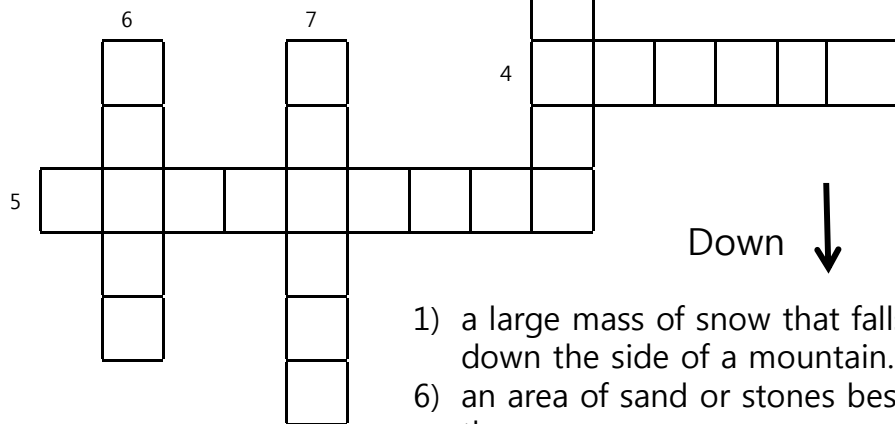 6 7
4
5
Down
1) a large mass of snow that fall
down the side of a mountain.
6) an area of sand or stones bes